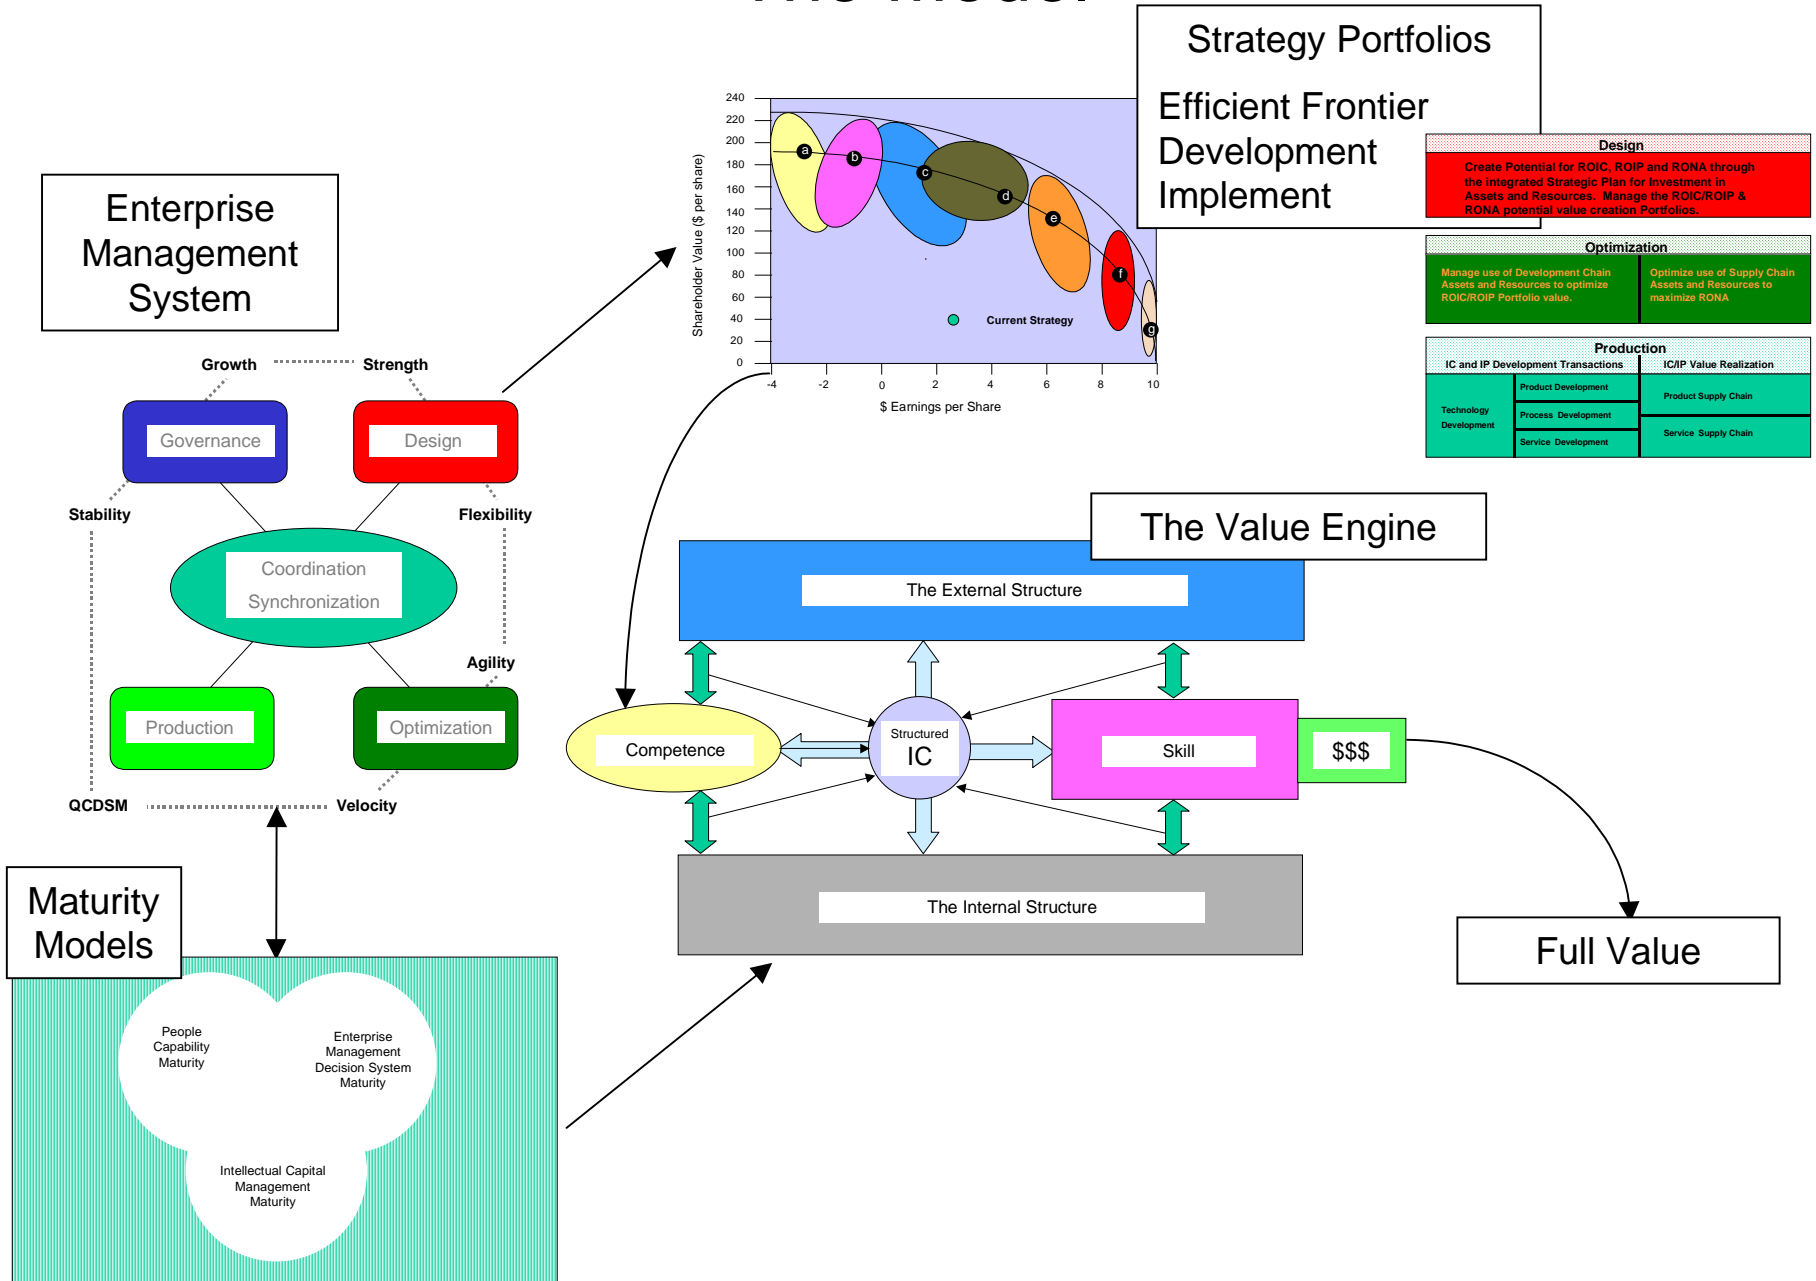 The Model
Strategy Portfolios
Efficient Frontier
Development
Implement
Enterprise
Management
System
Growth
Strength
Governance
Design
Stability
Flexibility
Coordination
Synchronization
Agility
Production
Optimization
QCDSM
Velocity
Maturity
Models
People
Capability
Maturity
Enterprise
Management
Decision System
Maturity
Intellectual Capital
Management
Maturity
Shareholder Value ($ per share)
240
220
200
180
160
140
120
100
80
60
40
20
0
a
b
c
d
e
f
g
Current Strategy
-4
-2
0
2
4
6
8
10
$ Earnings per Share
Design
Create Potential for ROIC, ROIP and RONA through
the integrated Strategic Plan for Investment in
Assets and Resources. Manage the ROIC/ROIP &
RONA potential value creation Portfolios.
Optimization
Manage use of Development Chain
Assets and Resources to optimize
ROIC/ROIP Portfolio value.
Optimize use of Supply Chain
Assets and Resources to
maximize RONA
Production
IC and IP Development Transactions
IC/IP Value Realization
Technology
Development
Product Development
Process Development
Service Development
Product Supply Chain
Service Supply Chain
The Value Engine
The External Structure
Competence
Structured
IC
Skill
$$$
The Internal Structure
Full Value